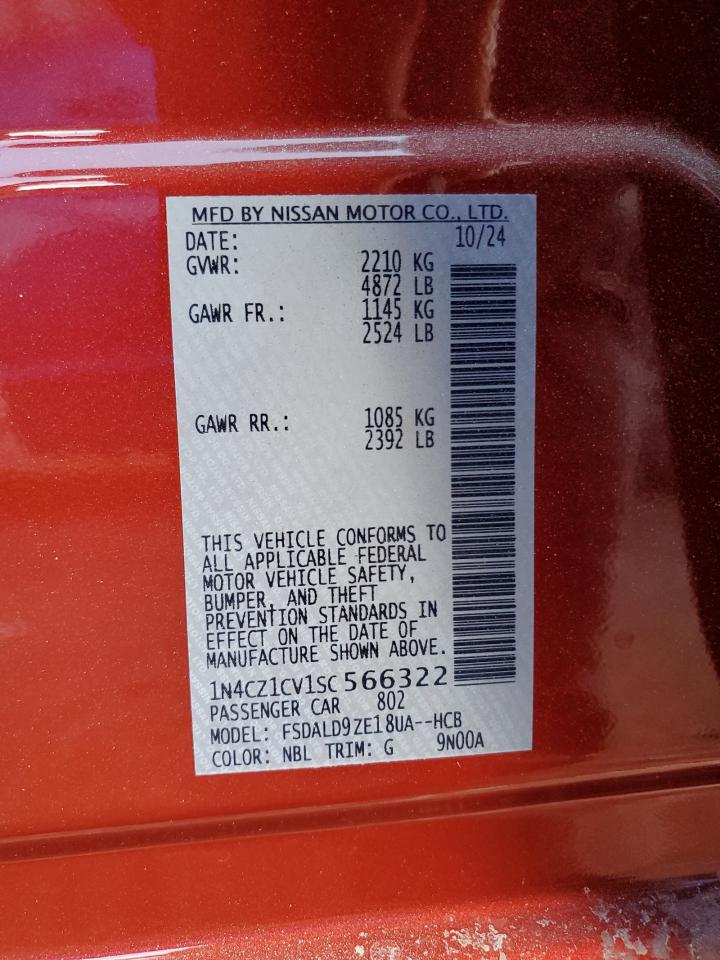 MFD BY NISSAN MOTOR CO., LTD.
DATE: 10/24
GVWR: 2210 KG
4872 LB
GAWR FR.: 1145 KG
2524 LB
GAWR RR.: 1085 KG
2392 LB
THIS VEHICLE CONFORMS TO
ALL APPLICABLE FEDERAL
MOTOR VEHICLE SAFETY,
BUMPER, AND THEFT
PREVENTION STANDARDS IN
EFFECT ON THE DATE OF
MANUFACTURE SHOWN ABOVE.
1N4CZ1CV1SC566322
PASSENGER CAR 802
MODEL: FSDALD9ZE18UA--HCB
COLOR: NBL TRIM: G 9N00A